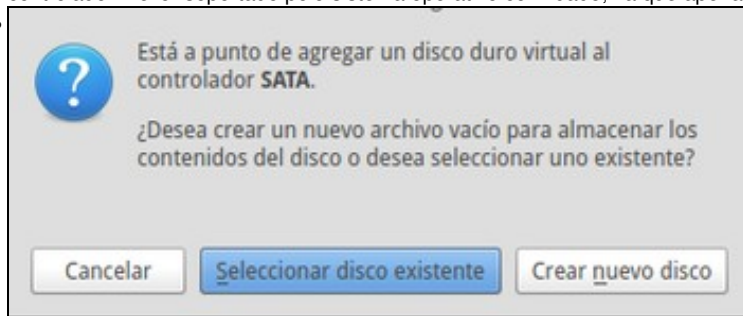 Está a punto de agregar un disco duro virtual al
controlador SATA.
¿Desea crear un nuevo archivo vacío para almacenar los
contenidos del disco o desea seleccionar uno existente?
Cancelar
Seleccionar disco existente
Crear nuevo disco